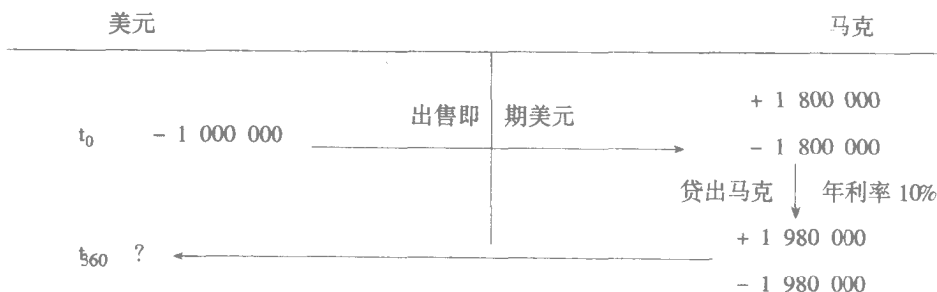 美元 马克
+ 1 800 000
出售即 期美元
t0 - 1 000 000
- 1 800 000
贷出马克 年利率 10%
+ 1 980 000
t360 ?
- 1 980 000